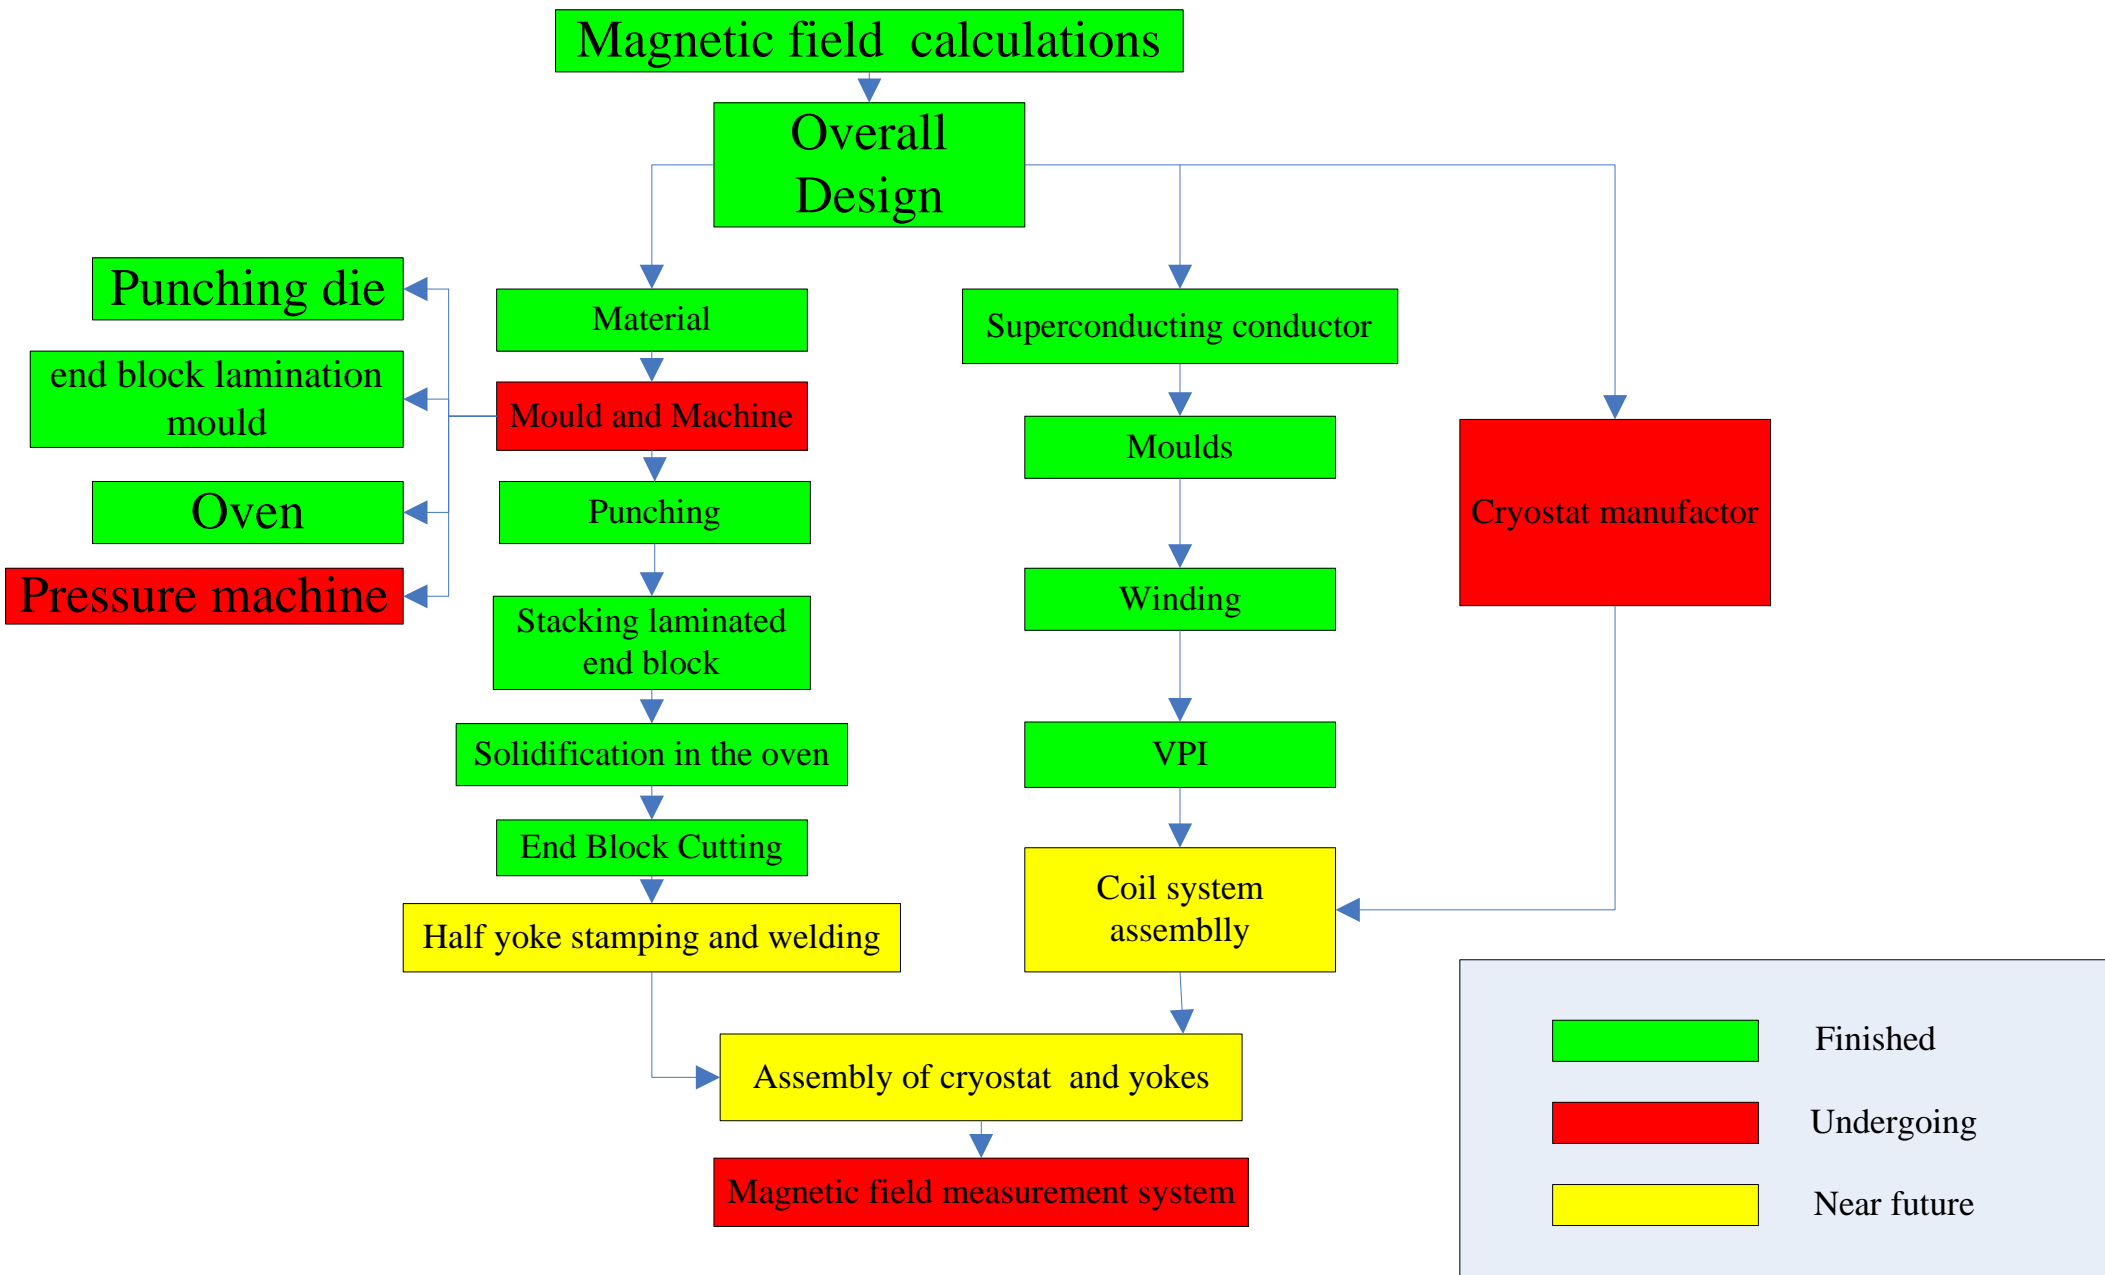 Magnetic field  calculations
Overall
Design
Punching die
end block lamination
mould
Oven
Pressure machine
Material
Mould and Machine
Punching
Stacking laminated
end block
Solidification in the oven
End Block Cutting
Half yoke stamping and welding
Superconducting conductor
Moulds
Winding
VPI
Coil system
assemblly
Cryostat manufactor
Assembly of cryostat  and yokes
Magnetic field measurement system
Finished
Undergoing
Near future